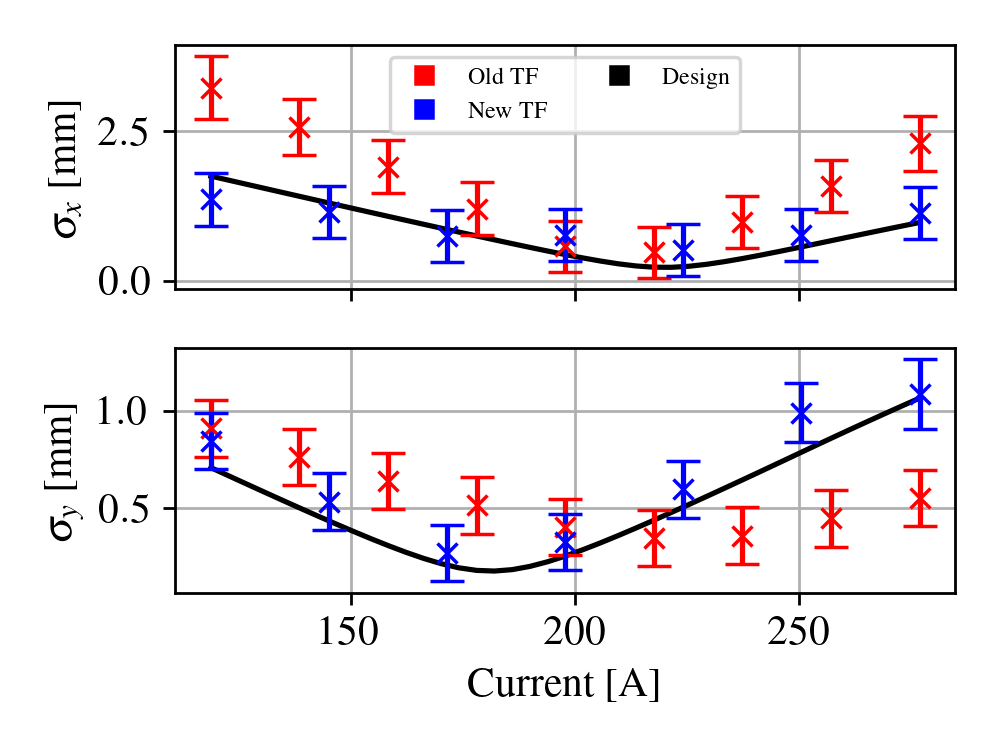 σx [mm]
2.5
0.0
Old TF
New TF
Design
σy [mm]
1.0
0.5
150 200 250
Current [A]